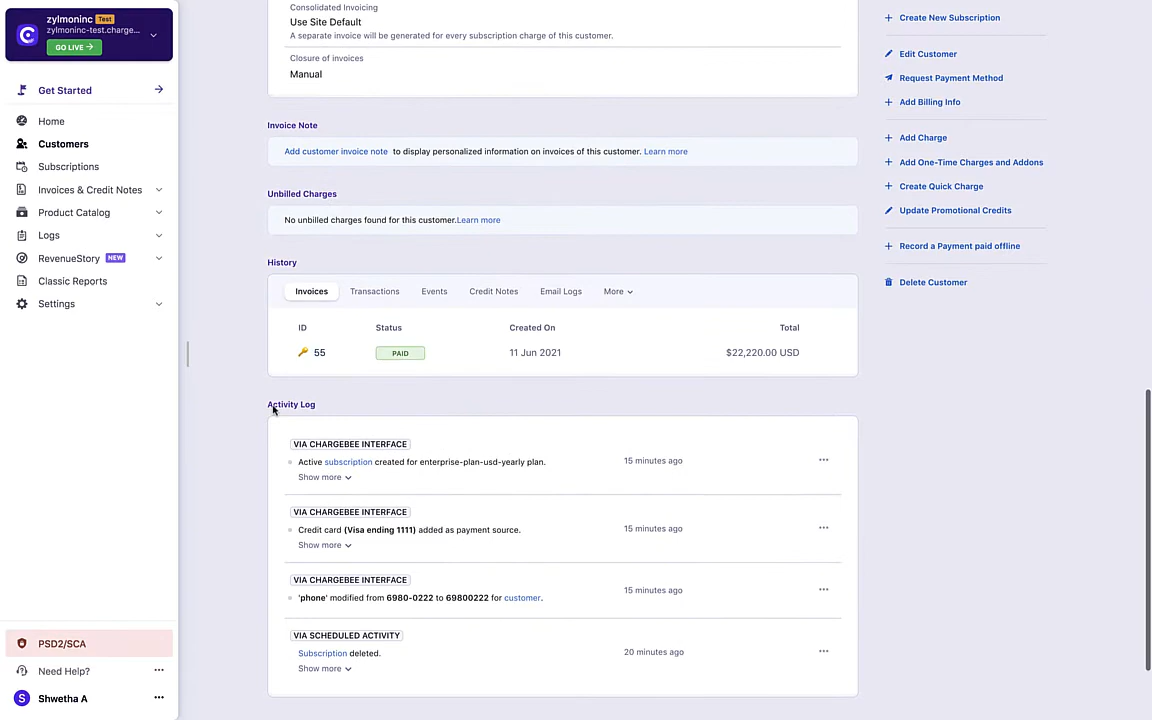 zylmoninc Test
zylmoninc-test.charge...
GO LIVE →
Get Started
Home
Customers
Subscriptions
Invoices & Credit Notes
Product Catalog
Logs
RevenueStory NEW
Classic Reports
Settings
PSD2/SCA
Need Help?
S Shwetha A
Consolidated Invoicing
Use Site Default
A separate invoice will be generated for every subscription charge of this customer.
Closure of invoices
Manual
Invoice Note
Add customer invoice note to display personalized information on invoices of this customer. Learn more
Unbilled Charges
No unbilled charges found for this customer.Learn more
History
Invoices Transactions Events Credit Notes Email Logs More
ID Status Created On Total
55 PAID 11 Jun 2021 $22,220.00 USD
Activity Log
VIA CHARGEBEE INTERFACE
Active subscription created for enterprise-plan-usd-yearly plan. 15 minutes ago
Show more
VIA CHARGEBEE INTERFACE
Credit card (Visa ending 1111) added as payment source. 15 minutes ago
Show more
VIA CHARGEBEE INTERFACE
'phone' modified from 6980-0222 to 69800222 for customer. 15 minutes ago
VIA SCHEDULED ACTIVITY
Subscription deleted. 20 minutes ago
Show more
Create New Subscription
Edit Customer
Request Payment Method
Add Billing Info
Add Charge
Add One-Time Charges and Addons
Create Quick Charge
Update Promotional Credits
Record a Payment paid offline
Delete Customer